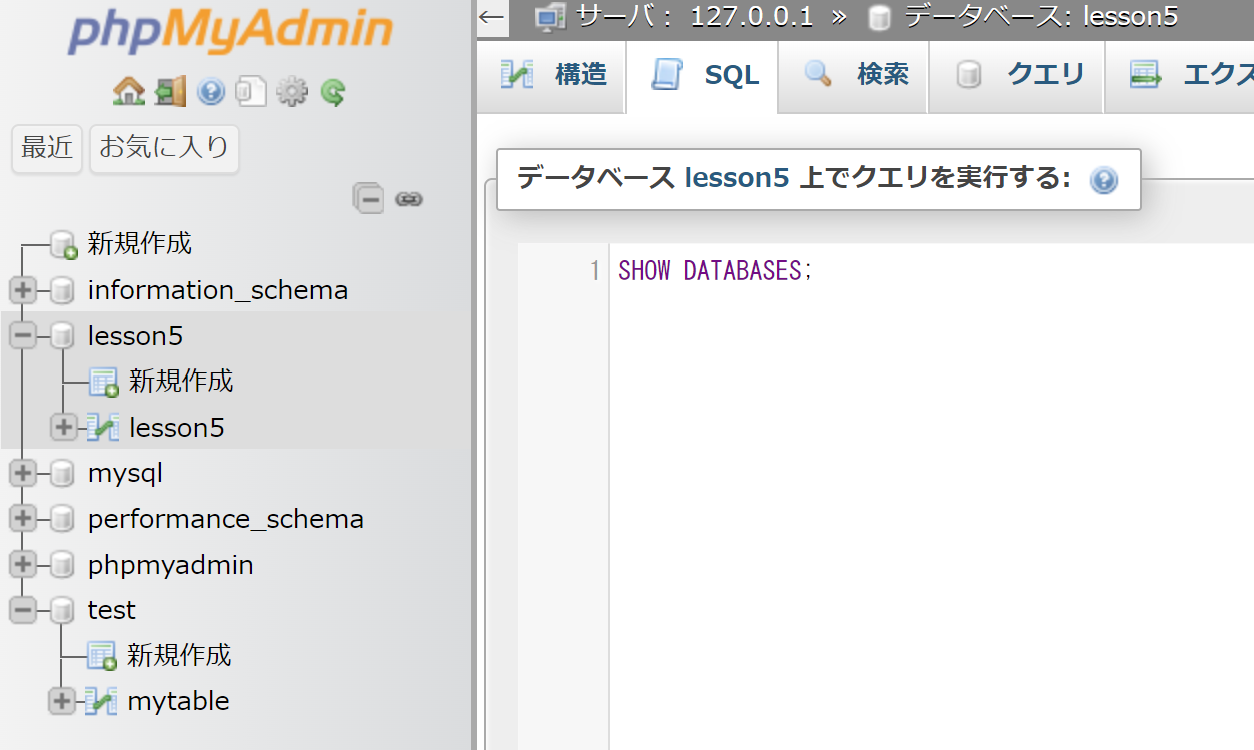 phpMyAdmin
最近 お気に入り
新規作成
information_schema
lesson5
新規作成
lesson5
mysql
performance_schema
phpmyadmin
test
新規作成
mytable
← サーバ: 127.0.0.1 » データベース: lesson5
構造 SQL 検索 クエリ エクス
データベース lesson5 上でクエリを実行する:
1 SHOW DATABASES;